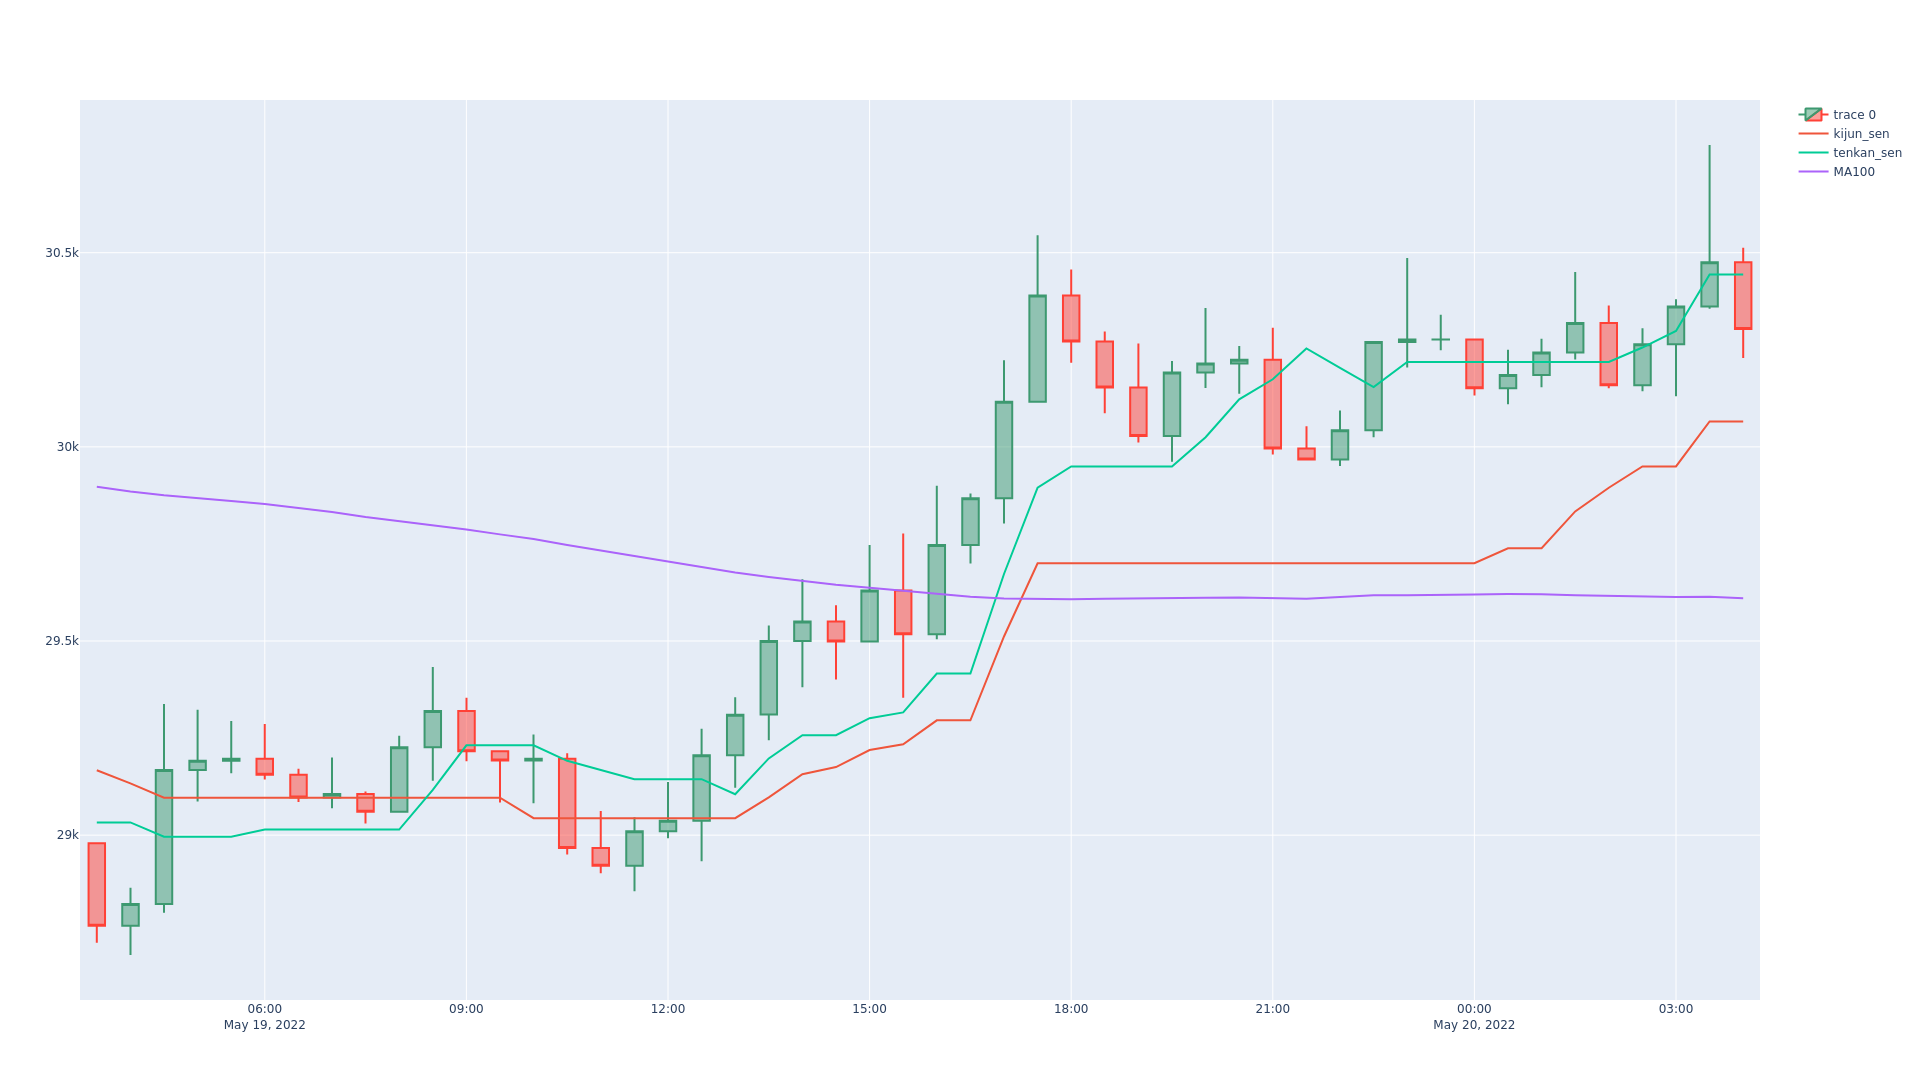 trace 0
kijun_sen
tenkan_sen
MA100
30.5k
30k
29.5k
29k
06:00 09:00 12:00 15:00 18:00 21:00 00:00 03:00
May 19, 2022 May 20, 2022